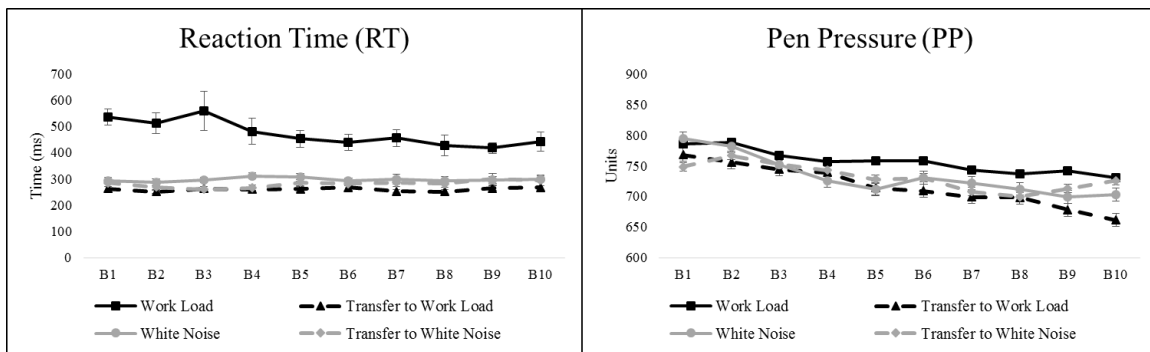 Reaction Time (RT)
Time (ms)
700
600
500
400
300
200
100
0
B1 B2 B3 B4 B5 B6 B7 B8 B9 B10
Work Load Transfer to Work Load
White Noise Transfer to White Noise
Pen Pressure (PP)
Units
900
850
800
750
700
650
600
B1 B2 B3 B4 B5 B6 B7 B8 B9 B10
Work Load Transfer to Work Load
White Noise Transfer to White Noise